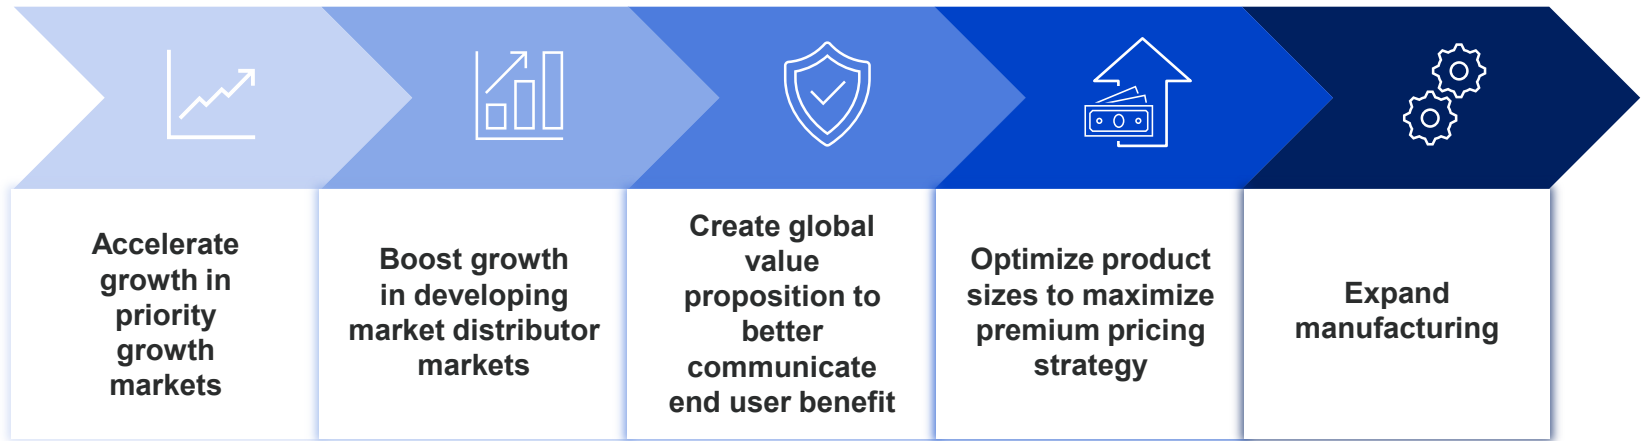 Accelerate
growth in
priority
growth
markets
Boost growth
in developing
market distributor
markets
Create global
value
proposition to
better
communicate
end user benefit
Optimize product
sizes to maximize
premium pricing
strategy
Expand
manufacturing